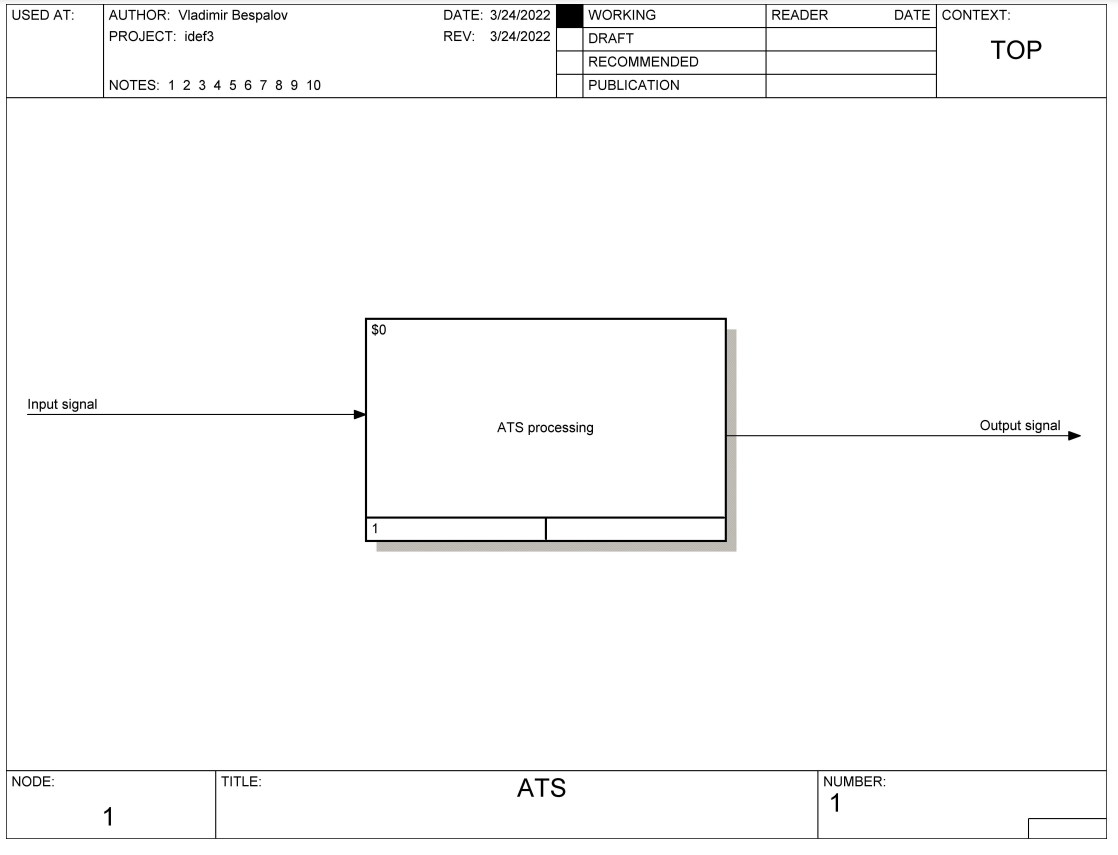 USED AT:
AUTHOR: Vladimir Bespalov
DATE: 3/24/2022
PROJECT: idef3
REV: 3/24/2022
NOTES: 1 2 3 4 5 6 7 8 9 10
WORKING
DRAFT
RECOMMENDED
PUBLICATION
READER DATE
CONTEXT:
TOP
$0
Input signal
ATS processing
Output signal
1
NODE:
1
TITLE:
ATS
NUMBER:
1